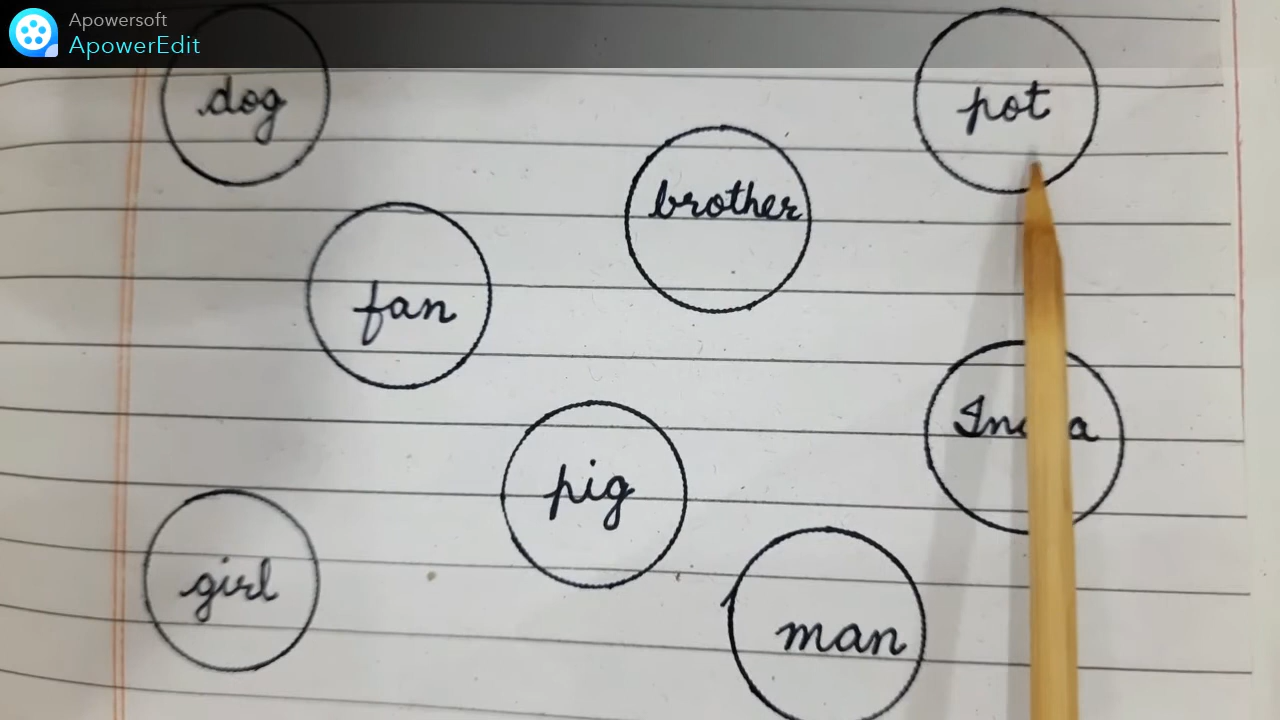 Apowersoft
ApowerEdit
dog
pot
brother
fan
pig
girl
man